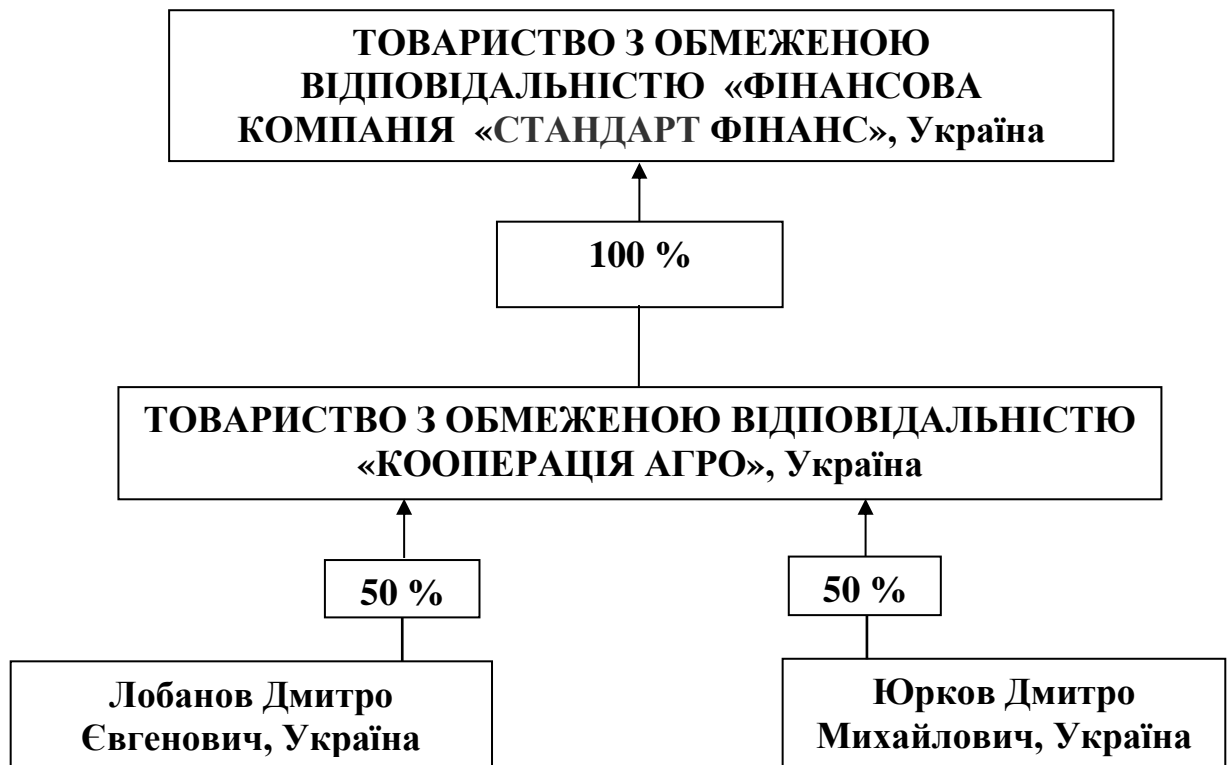 ТОВАРИСТВО З ОБМЕЖЕНОЮ
ВІДПОВІДАЛЬНІСТЮ «ФІНАНСОВА
КОМПАНІЯ «СТАНДАРТ ФІНАНС», Україна
100 %
ТОВАРИСТВО З ОБМЕЖЕНОЮ ВІДПОВІДАЛЬНІСТЮ
«КООПЕРАЦІЯ АГРО», Україна
50 %
50 %
Лобанов Дмитро
Євгенович, Україна
Юрков Дмитро
Михайлович, Україна